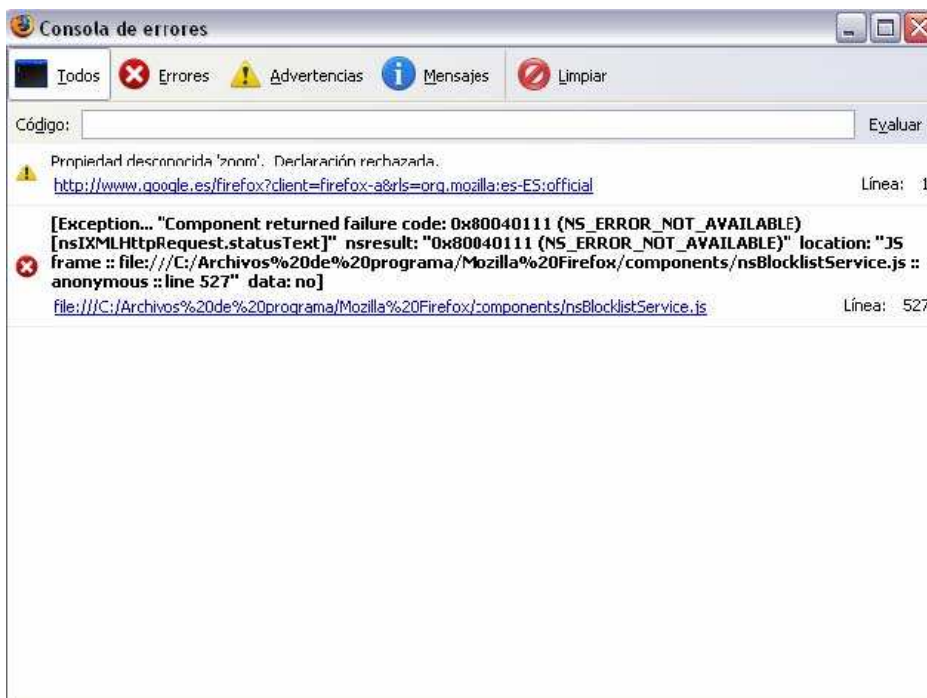 Consola de errores
Todos Errores Advertencias Mensajes Limpiar
Código: Evaluar
Propiedad desconocida 'zoom'. Declaración rechazada.
http://www.google.es/firefox?client=firefox-a&rls=org.mozilla:es-ES:official Línea: 1
[Exception... "Component returned failure code: 0x80040111 (NS_ERROR_NOT_AVAILABLE)
[nsIXMLHttpRequest.statusText]" nsresult: "0x80040111 (NS_ERROR_NOT_AVAILABLE)" location: "JS
frame :: file:///C:/Archivos%20de%20programa/Mozilla%20Firefox/components/nsBlocklistService.js ::
anonymous :: line 527" data: no]
file:///C:/Archivos%20de%20programa/Mozilla%20Firefox/components/nsBlocklistService.js Línea: 527